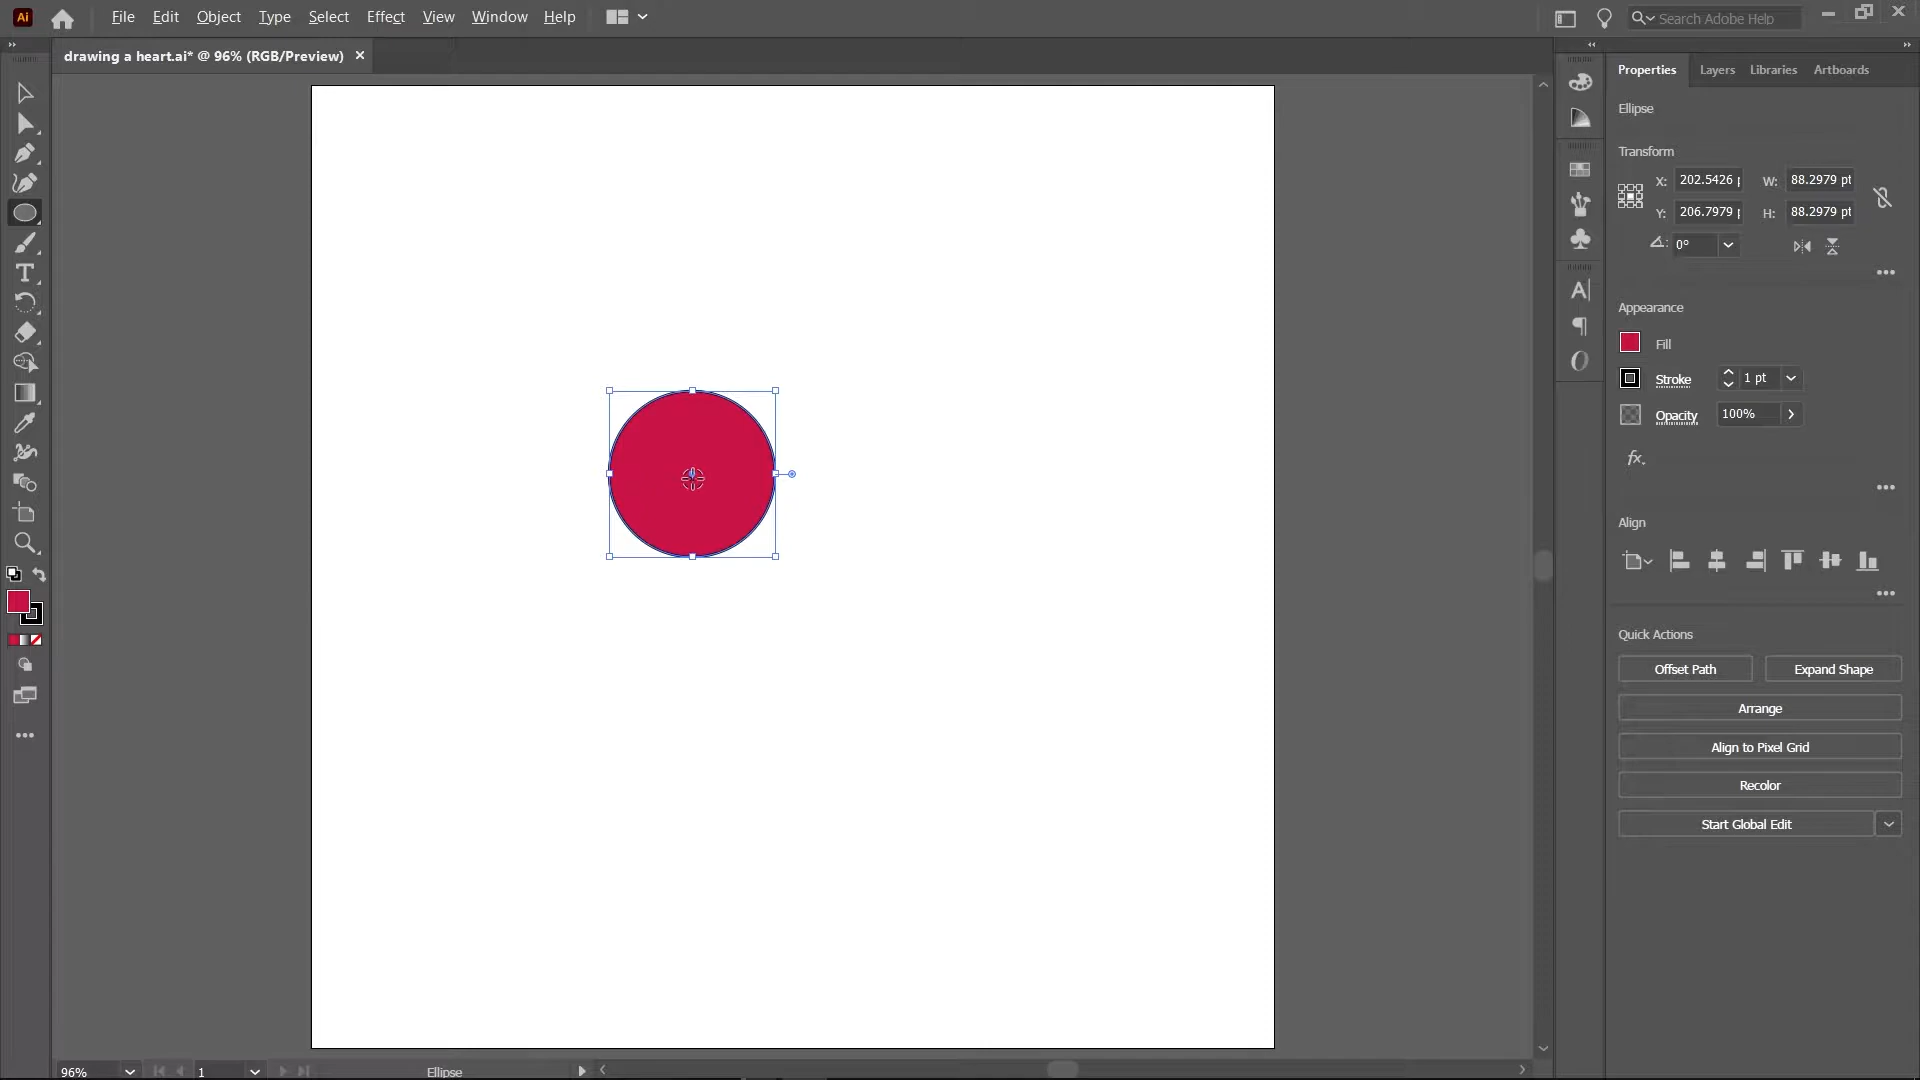 Ai File Edit Object Type Select Effect View Window Help Search Adobe Help
drawing a heart.ai* @ 96% (RGB/Preview) ×
Properties Layers Libraries Artboards
Ellipse
Transform
X: 202.5426 W: 88.2979 pt
Y: 206.7979 H: 88.2979 pt
0°
Appearance
Fill
Stroke 1 pt
Opacity 100%
fx.
Align
Quick Actions
Offset Path Expand Shape
Arrange
Align to Pixel Grid
Recolor
Start Global Edit
96% 1 Ellipse